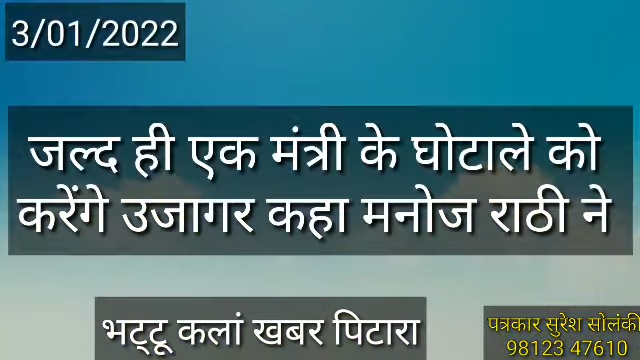 3/01/2022
जल्द ही एक मंत्री के घोटाले को
करेंगे उजागर कहा मनोज राठी ने
भट्टू कलां खबर पिटारा
पत्रकार सुरेश सोलंकी
98123 47610